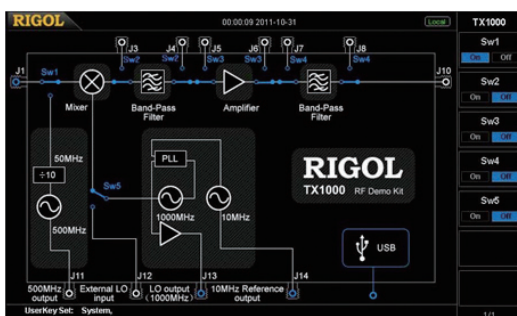 RIGOL
00:00:09 2011-10-31
Local
TX1000
J3 J4 J5 J6 J7 J8
Sw2 Sw2 Sw3 Sw3 Sw4 Sw4
J1 Sw1 J10
Mixer
Band-Pass Filter
Amplifier
Band-Pass Filter
50MHz
÷10
500MHz
Sw5
PLL
1000MHz
10MHz
RIGOL
TX1000 RF Demo Kit
USB
J11 J12 J13 J14
500MHz output
External LO input
LO output (1000MHz)
10MHz Reference output
UserKey Set: System,
Sw1
On Off
Sw2
On Off
Sw3
On Off
Sw4
On Off
Sw5
On Off
1/1